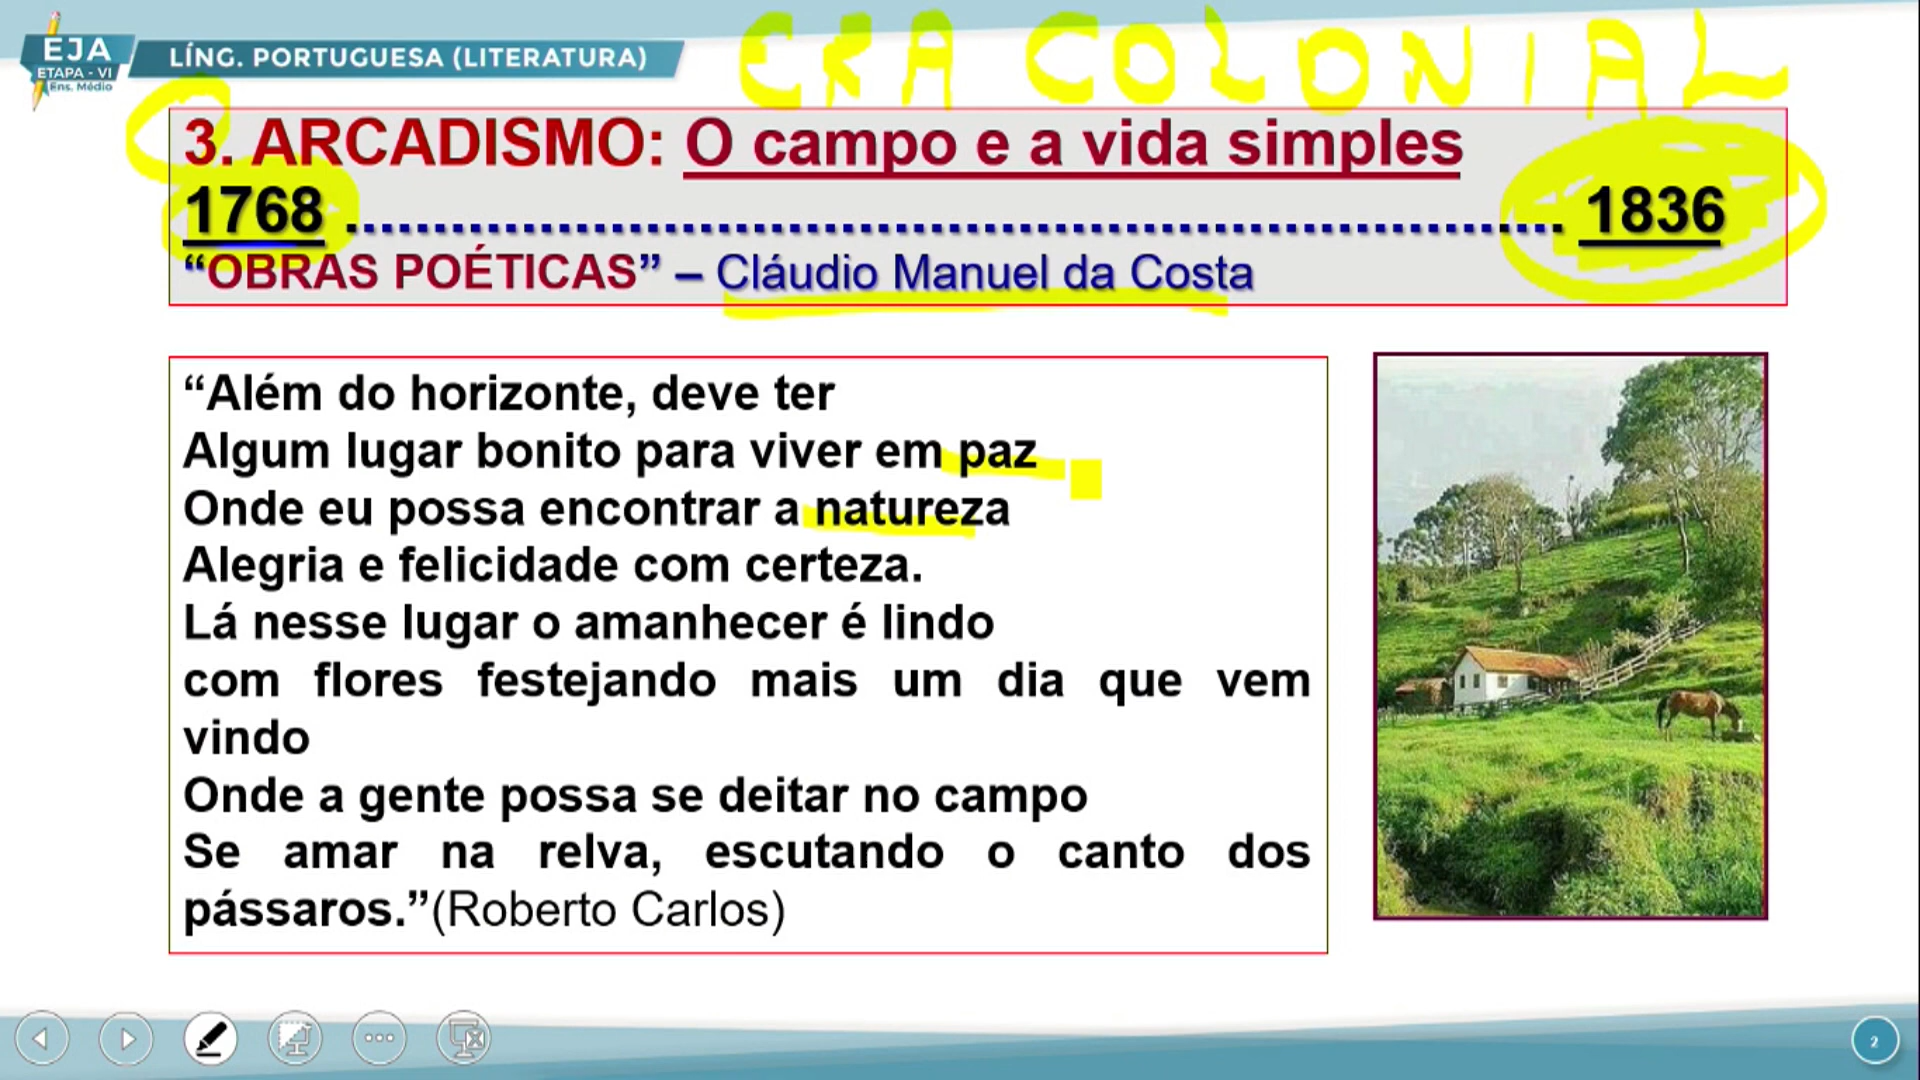 ERA COLONIAL
EJA
ETAPA - VI
Ens. Médio
LÍNG. PORTUGUESA (LITERATURA)
3. ARCADISMO: O campo e a vida simples
1768 ........................................................................................ 1836
“OBRAS POÉTICAS” – Cláudio Manuel da Costa
“Além do horizonte, deve ter
Algum lugar bonito para viver em paz
Onde eu possa encontrar a natureza
Alegria e felicidade com certeza.
Lá nesse lugar o amanhecer é lindo
com flores festejando mais um dia que vem
vindo
Onde a gente possa se deitar no campo
Se amar na relva, escutando o canto dos
pássaros.”(Roberto Carlos)
2